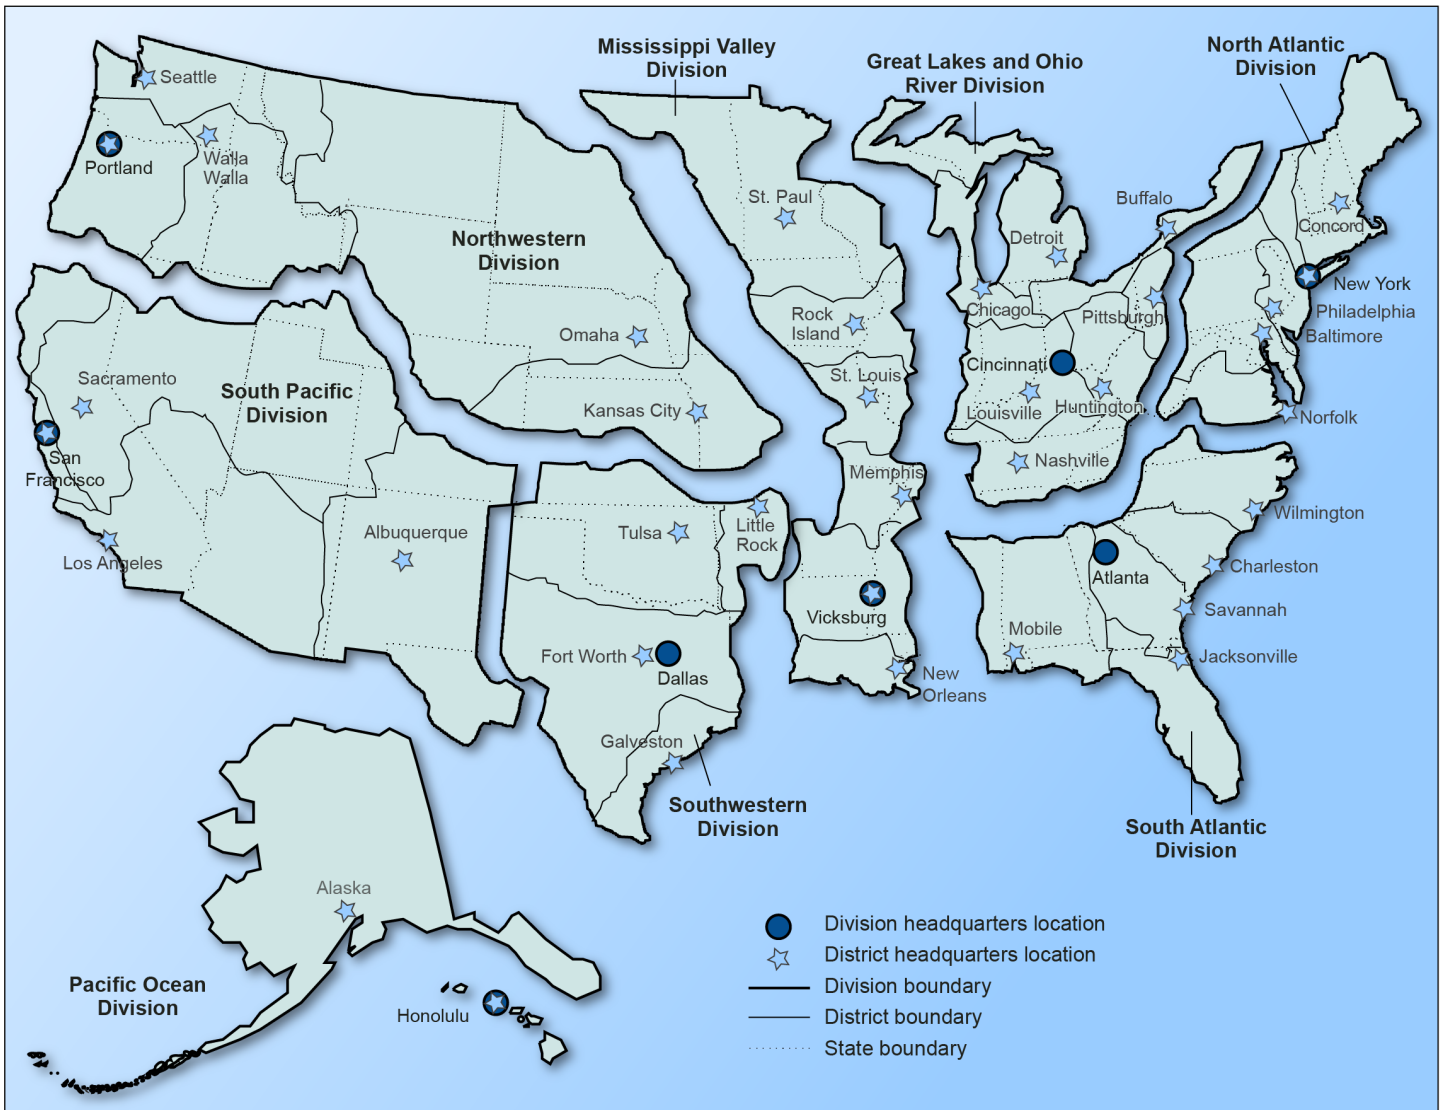 Mississippi Valley
Division
Great Lakes and Ohio
River Division
North Atlantic
Division
Seattle
Portland
Walla
Walla
St. Paul
Buffalo
Concord
Detroit
Northwestern
Division
New York
Chicago
Pittsburgh
Philadelphia
Rock
Island
Omaha
Baltimore
Cincinnati
Sacramento
St. Louis
South Pacific
Division
Kansas City
Louisville
Huntington
Norfolk
San
Francisco
Nashville
Memphis
Wilmington
Albuquerque
Tulsa
Little
Rock
Los Angeles
Charleston
Atlanta
Savannah
Vicksburg
Mobile
Fort Worth
Jacksonville
Dallas
New
Orleans
Galveston
Southwestern
Division
South Atlantic
Division
Alaska
Pacific Ocean
Division
Honolulu
Division headquarters location
District headquarters location
Division boundary
District boundary
State boundary